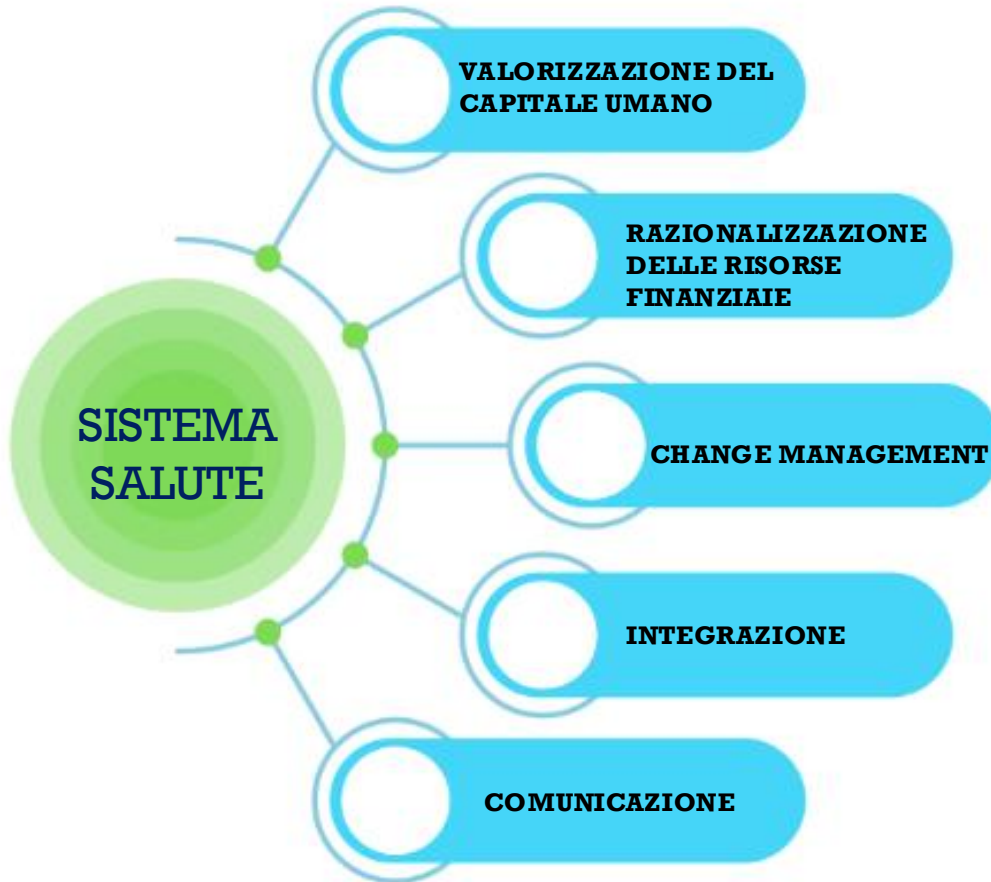 VALORIZZAZIONE DEL
CAPITALE UMANO
RAZIONALIZZAZIONE
DELLE RISORSE
FINANZIAIE
SISTEMA
SALUTE
CHANGE MANAGEMENT
INTEGRAZIONE
COMUNICAZIONE